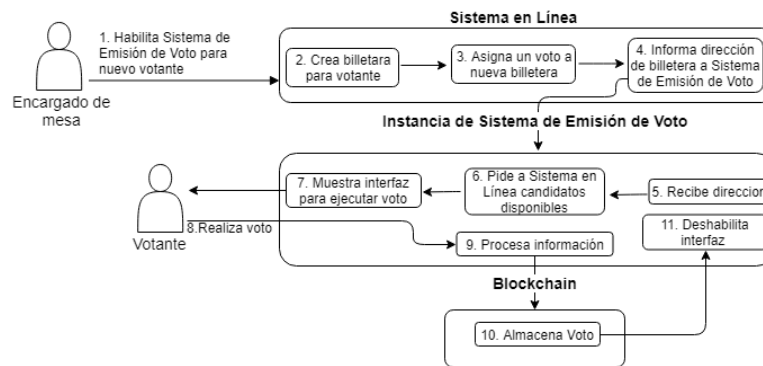 Sistema en Línea
1. Habilita Sistema de
Emisión de Voto para
nuevo votante
2. Crea billetara
para votante
3. Asigna un voto a
nueva billetera
4. Informa dirección
de billetera a Sistema
de Emisión de Voto
Encargado de
mesa
Instancia de Sistema de Emisión de Voto
7. Muestra interfaz
para ejecutar voto
6. Pide a Sistema en
Línea candidatos
disponibles
5. Recibe direccion
8.Realiza voto
Votante
9. Procesa información
11. Deshabilita
interfaz
Blockchain
10. Almacena Voto